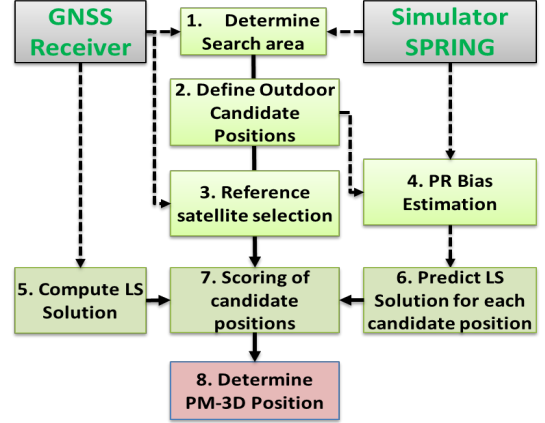 GNSS
Receiver
1. Determine
Search area
Simulator
SPRING
2. Define Outdoor
Candidate
Positions
3. Reference
satellite selection
4. PR Bias
Estimation
5. Compute LS
Solution
7. Scoring of
candidate
positions
6. Predict LS
Solution for each
candidate position
8. Determine
PM-3D Position